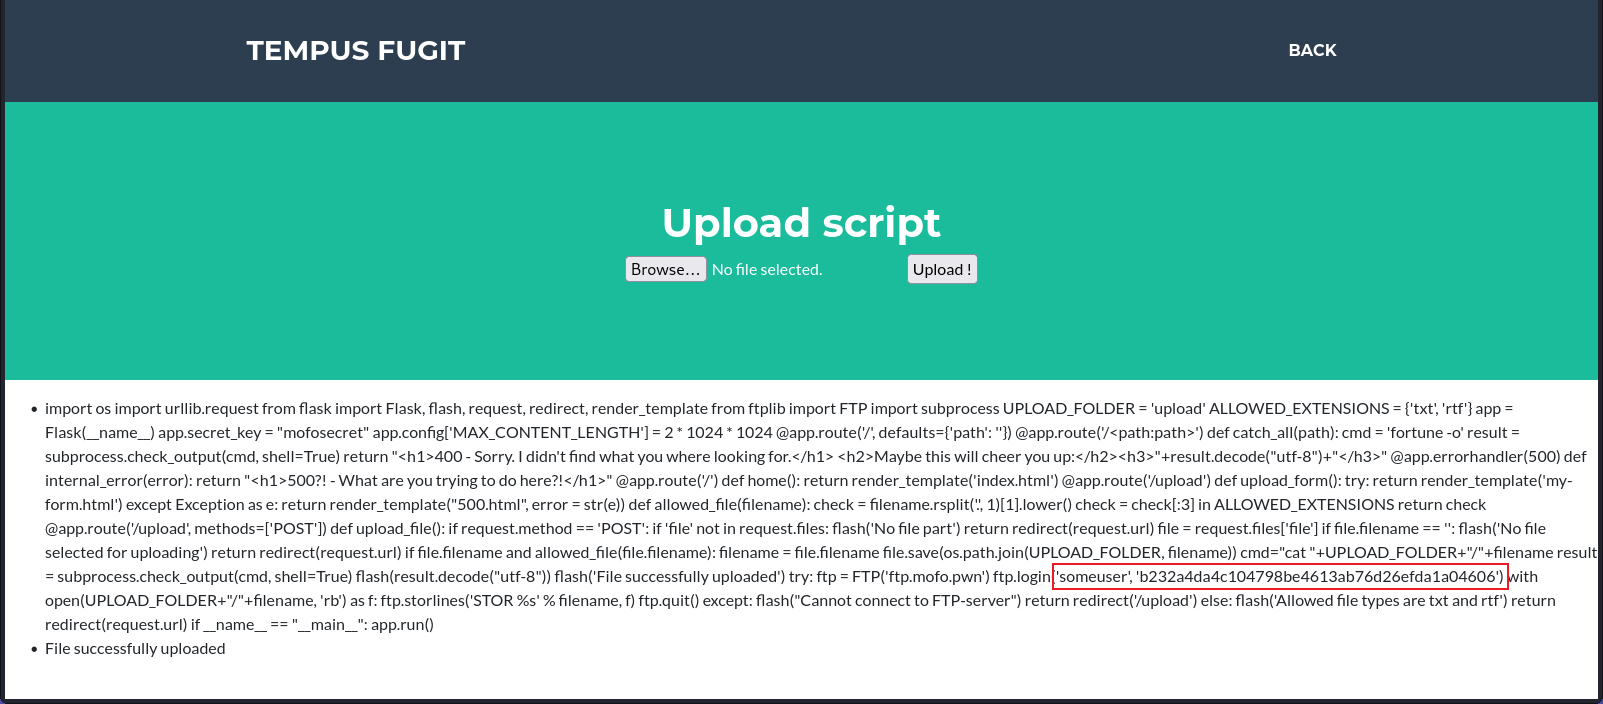 TEMPUS FUGIT
BACK
Upload script
Browse... No file selected. Upload !
• import os import urllib.request from flask import Flask, flash, request, redirect, render_template from ftplib import FTP import subprocess UPLOAD_FOLDER = 'upload' ALLOWED_EXTENSIONS = {'txt', 'rtf'} app =
Flask(__name__) app.secret_key = "mofosecret" app.config['MAX_CONTENT_LENGTH'] = 2 * 1024 * 1024 @app.route('/', defaults={'path': ''}) @app.route('/<path:path>') def catch_all(path): cmd = 'fortune -o' result =
subprocess.check_output(cmd, shell=True) return "<h1>400 - Sorry. I didn't find what you where looking for.</h1> <h2>Maybe this will cheer you up:</h2><h3>"+result.decode("utf-8")+"</h3>" @app.errorhandler(500) def
internal_error(error): return "<h1>500?! - What are you trying to do here?!</h1>" @app.route('/') def home(): return render_template('index.html') @app.route('/upload') def upload_form(): try: return render_template('my-
form.html') except Exception as e: return render_template("500.html", error = str(e)) def allowed_file(filename): check = filename.rsplit('.', 1)[1].lower() check = check[:3] in ALLOWED_EXTENSIONS return check
@app.route('/upload', methods=['POST']) def upload_file(): if request.method == 'POST': if 'file' not in request.files: flash('No file part') return redirect(request.url) file = request.files['file'] if file.filename == '': flash('No file
selected for uploading') return redirect(request.url) if file.filename and allowed_file(file.filename): filename = file.filename file.save(os.path.join(UPLOAD_FOLDER, filename)) cmd="cat "+UPLOAD_FOLDER+"/"+filename result
= subprocess.check_output(cmd, shell=True) flash(result.decode("utf-8")) flash('File successfully uploaded') try: ftp = FTP('ftp.mofo.pwn') ftp.login('someuser', 'b232a4da4c104798be4613ab76d26efda1a04606') with
open(UPLOAD_FOLDER+"/"+filename, 'rb') as f: ftp.storlines('STOR %s' % filename, f) ftp.quit() except: flash("Cannot connect to FTP-server") return redirect('/upload') else: flash('Allowed file types are txt and rtf') return
redirect(request.url) if __name__ == "__main__": app.run()
• File successfully uploaded